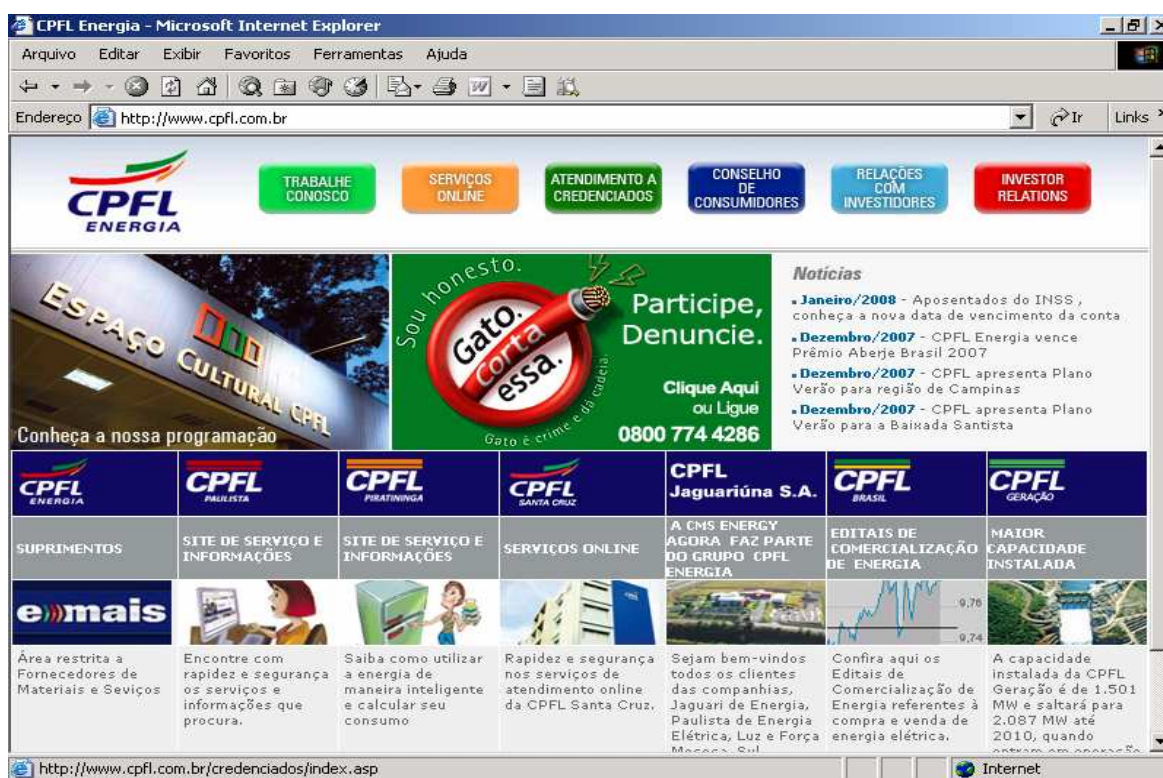 CPFL Energia - Microsoft Internet Explorer
Arquivo Editar Exibir Favoritos Ferramentas Ajuda
Endereço http://www.cpfl.com.br Ir Links
CPFL
ENERGIA
TRABALHE
CONOSCO
SERVIÇOS
ONLINE
ATENDIMENTO A
CREDENCIADOS
CONSELHO
DE
CONSUMIDORES
RELAÇÕES
COM
INVESTIDORES
INVESTOR
RELATIONS
ESPAÇO CULTURAL CPFL
Conheça a nossa programação
Sou honesto.
Gato.
Corta
essa.
Gato é crime e dá cadeia.
Participe,
Denuncie.
Clique Aqui
ou Ligue
0800 774 4286
Notícias
Janeiro/2008 - Aposentados do INSS ,
conheça a nova data de vencimento da conta
Dezembro/2007 - CPFL Energia vence
Prêmio Aberje Brasil 2007
Dezembro/2007 - CPFL apresenta Plano
Verão para região de Campinas
Dezembro/2007 - CPFL apresenta Plano
Verão para a Baixada Santista
CPFL
ENERGIA
CPFL
PAULISTA
CPFL
PIRATININGA
CPFL
SANTA CRUZ
CPFL
Jaguariúna S.A.
CPFL
BRASIL
CPFL
GERAÇÃO
SUPRIMENTOS
SITE DE SERVIÇO E
INFORMAÇÕES
SITE DE SERVIÇO E
INFORMAÇÕES
SERVIÇOS ONLINE
A CMS ENERGY
AGORA FAZ PARTE
DO GRUPO CPFL
ENERGIA
EDITAIS DE
COMERCIALIZAÇÃO
DE ENERGIA
MAIOR
CAPACIDADE
INSTALADA
e)))mais
9,76
9,74
Área restrita a
Fornecedores de
Materiais e Seviços
Encontre com
rapidez e segurança
os serviços e
informações que
procura.
Saiba como utilizar
a energia de
maneira inteligente
e calcular seu
consumo
Rapidez e segurança
nos serviços de
atendimento online
da CPFL Santa Cruz.
Sejam bem-vindos
todos os clientes
das companhias,
Jaguari de Energia,
Paulista de Energia
Elétrica, Luz e Força
Mococa, Sul
Confira aqui os
Editais de
Comercialização de
Energia referentes à
compra e venda de
energia elétrica.
A capacidade
instalada da CPFL
Geração é de 1.501
MW e saltará para
2.087 MW até
2010, quando
entram em operação
http://www.cpfl.com.br/credenciados/index.asp
Internet